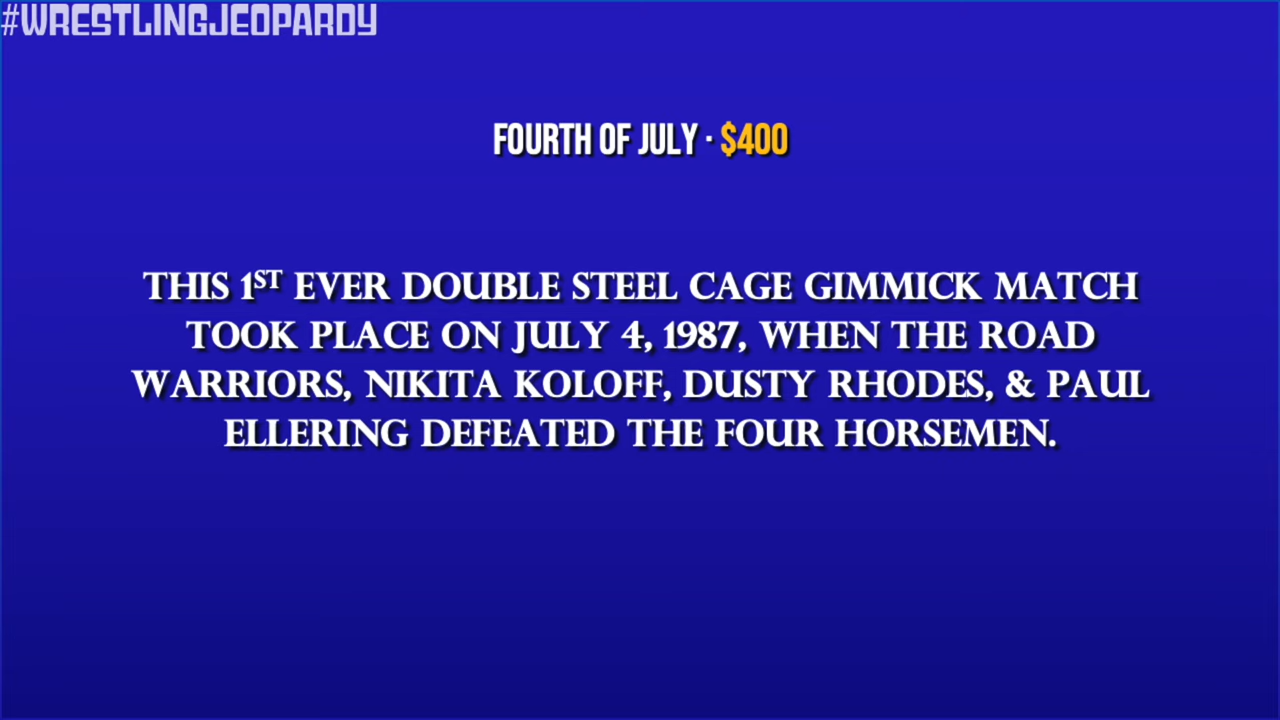 #WRESTLINGJEOPARDY
FOURTH OF JULY · $400
THIS 1ST EVER DOUBLE STEEL CAGE GIMMICK MATCH
TOOK PLACE ON JULY 4, 1987, WHEN THE ROAD
WARRIORS, NIKITA KOLOFF, DUSTY RHODES, & PAUL
ELLERING DEFEATED THE FOUR HORSEMEN.